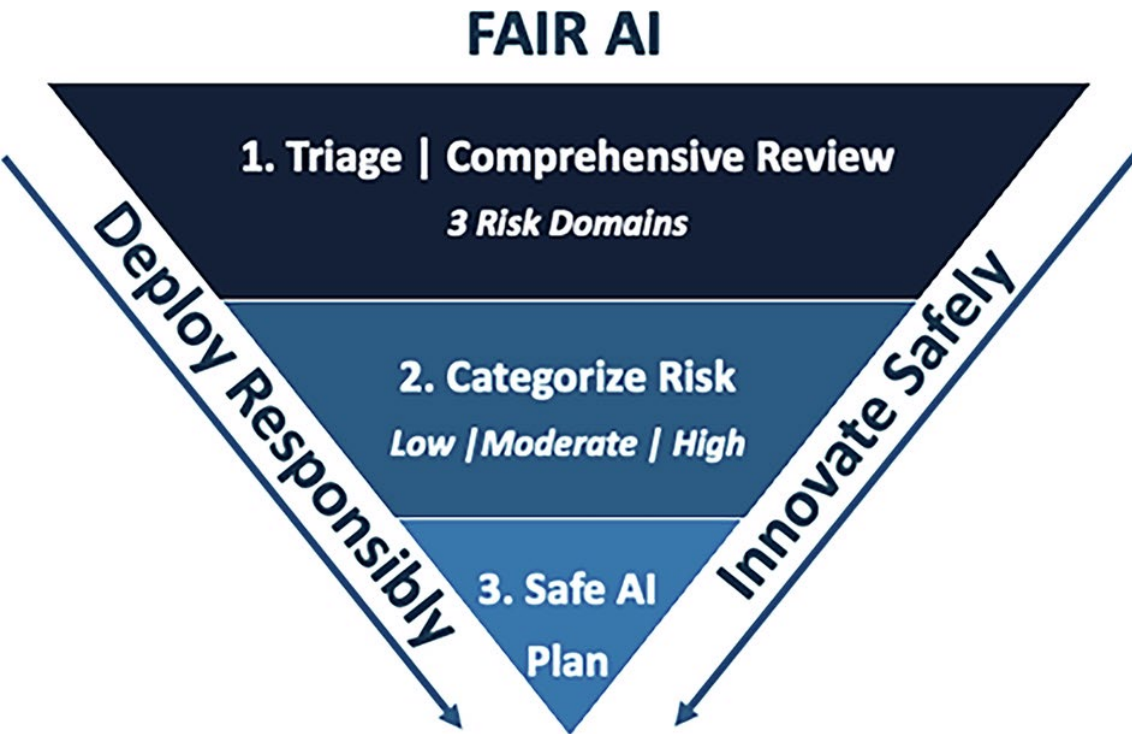 FAIR AI
1. Triage | Comprehensive Review
3 Risk Domains
Deploy Responsibly
Innovate Safely
2. Categorize Risk
Low |Moderate | High
3. Safe AI
Plan